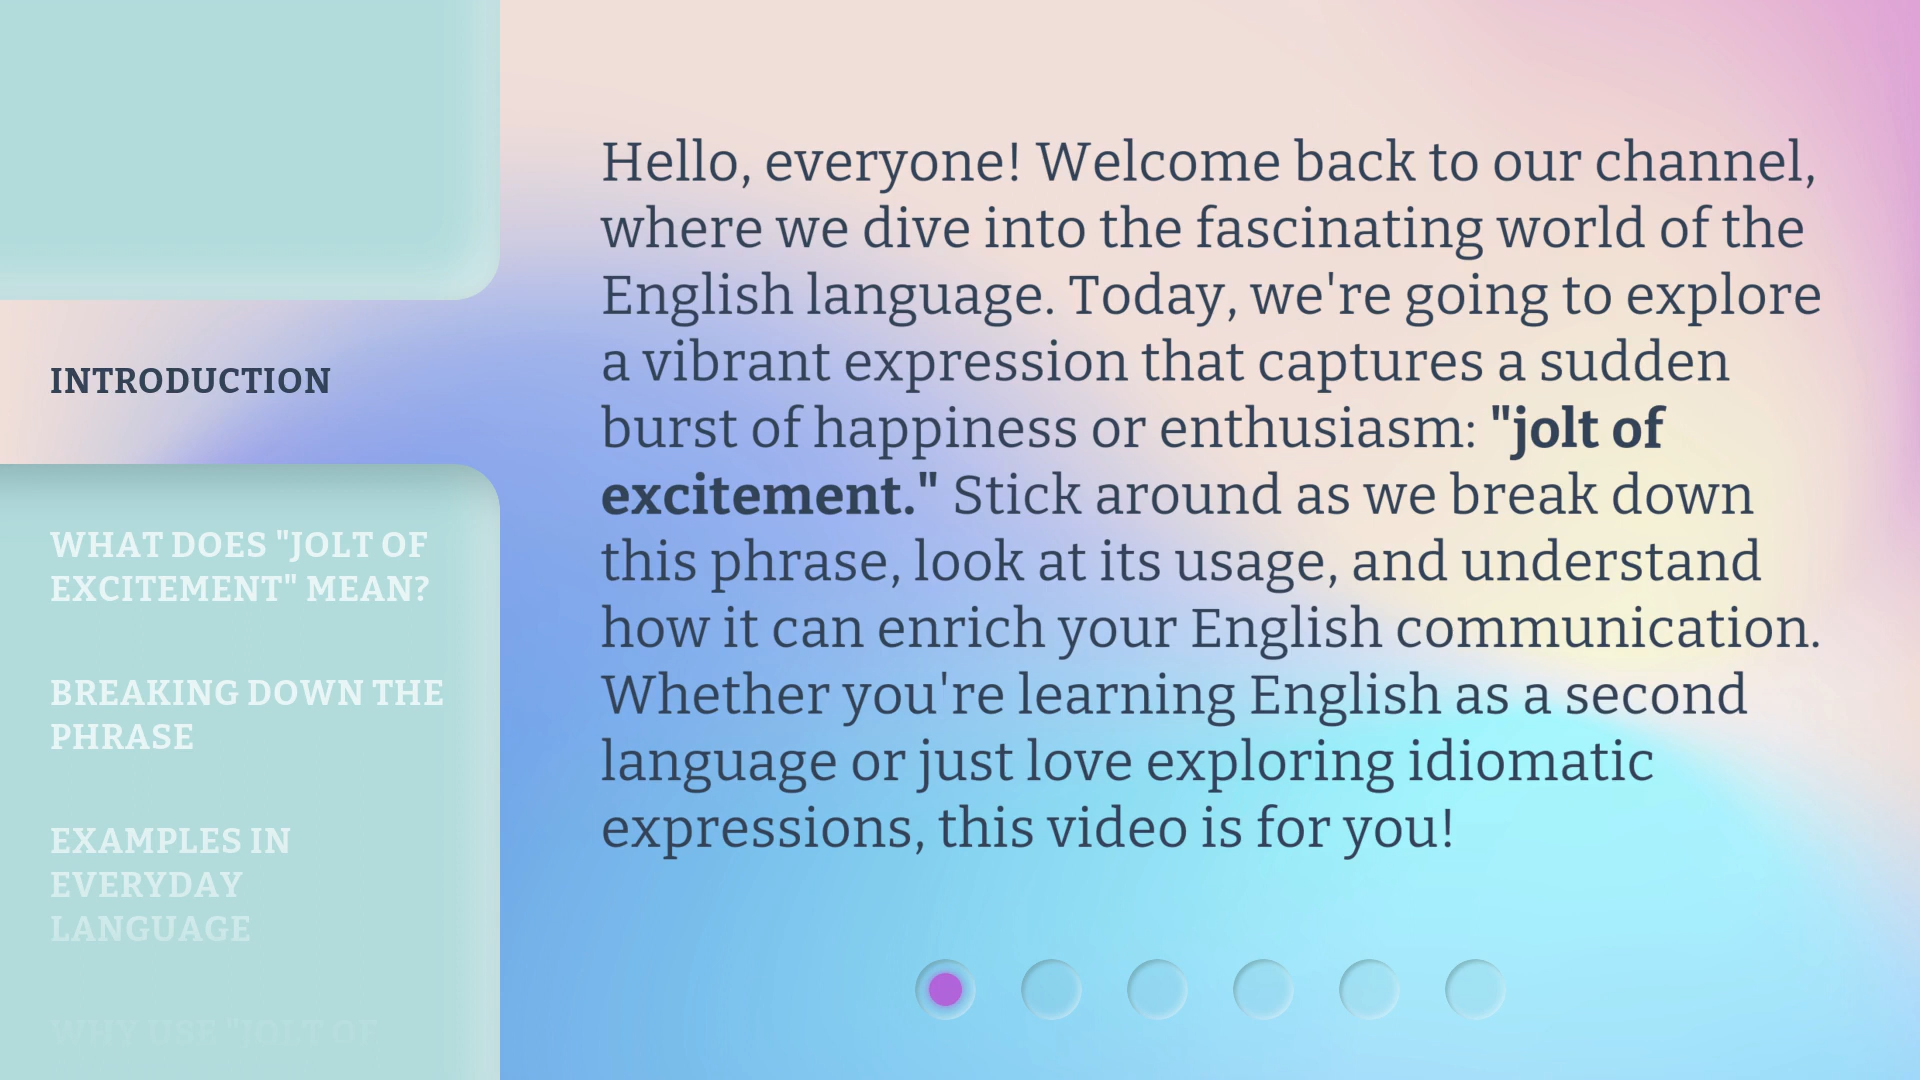 INTRODUCTION
WHAT DOES "JOLT OF
EXCITEMENT" MEAN?
BREAKING DOWN THE
PHRASE
EXAMPLES IN
EVERYDAY
LANGUAGE
WHY USE "JOLT OF
Hello, everyone! Welcome back to our channel,
where we dive into the fascinating world of the
English language. Today, we're going to explore
a vibrant expression that captures a sudden
burst of happiness or enthusiasm: "jolt of
excitement." Stick around as we break down
this phrase, look at its usage, and understand
how it can enrich your English communication.
Whether you're learning English as a second
language or just love exploring idiomatic
expressions, this video is for you!